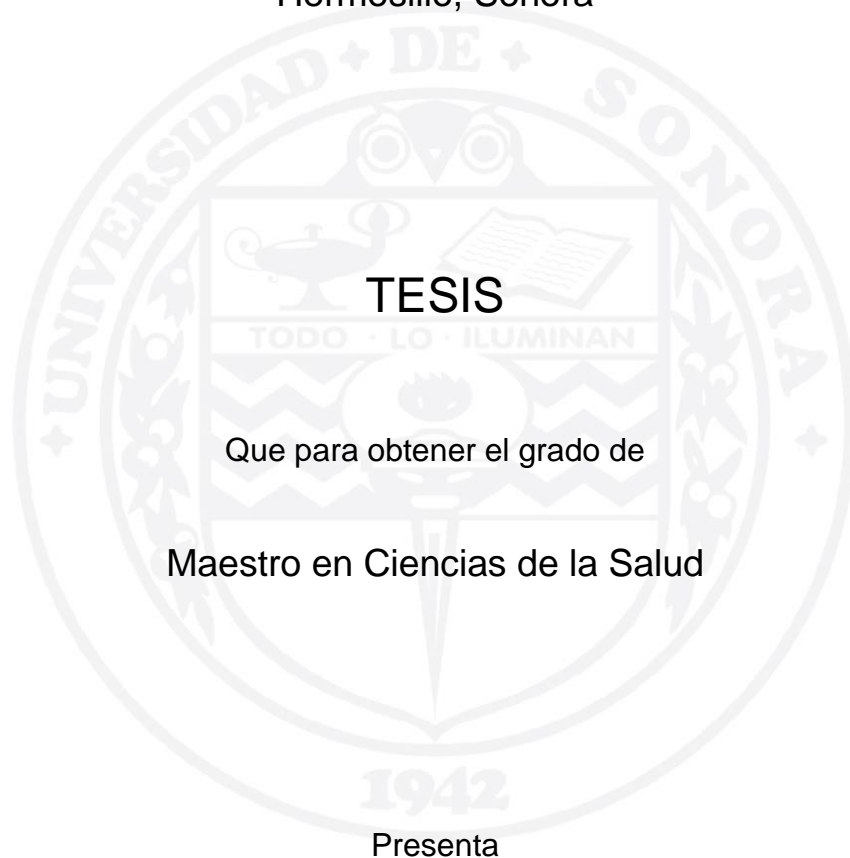 Hermosillo, Sonora
UNIVERSIDAD DE SONORA
TESIS
TODO · LO · ILUMINAN
Que para obtener el grado de
Maestro en Ciencias de la Salud
1942
Presenta